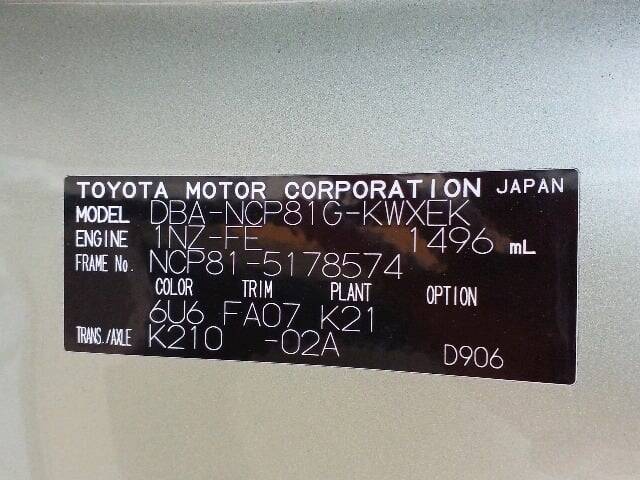 TOYOTA MOTOR CORPORATION JAPAN
MODEL DBA-NCP81G-KWXEK
ENGINE 1NZ-FE 1496 mL
FRAME No. NCP81-5178574
COLOR TRIM PLANT OPTION
6U6 FA07 K21
TRANS./AXLE K210 -02A D906